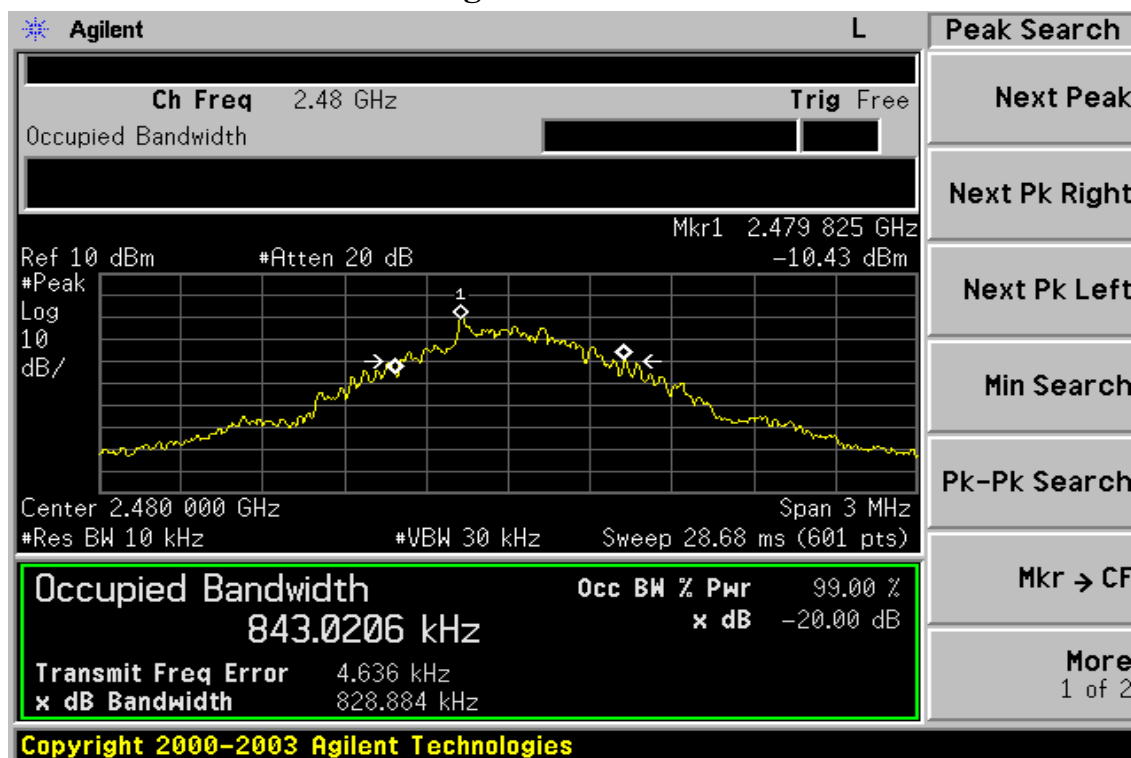 Agilent L Peak Search
Ch Freq 2.48 GHz Trig Free
Occupied Bandwidth
Mkr1 2.479 825 GHz
Ref 10 dBm #Atten 20 dB -10.43 dBm
#Peak
Log
10
dB/
1
Center 2.480 000 GHz Span 3 MHz
#Res BW 10 kHz #VBW 30 kHz Sweep 28.68 ms (601 pts)
Occupied Bandwidth Occ BW % Pwr 99.00 %
843.0206 kHz x dB -20.00 dB
Transmit Freq Error 4.636 kHz
x dB Bandwidth 828.884 kHz
Copyright 2000-2003 Agilent Technologies
Next Peak
Next Pk Right
Next Pk Left
Min Search
Pk-Pk Search
Mkr → CF
More
1 of 2